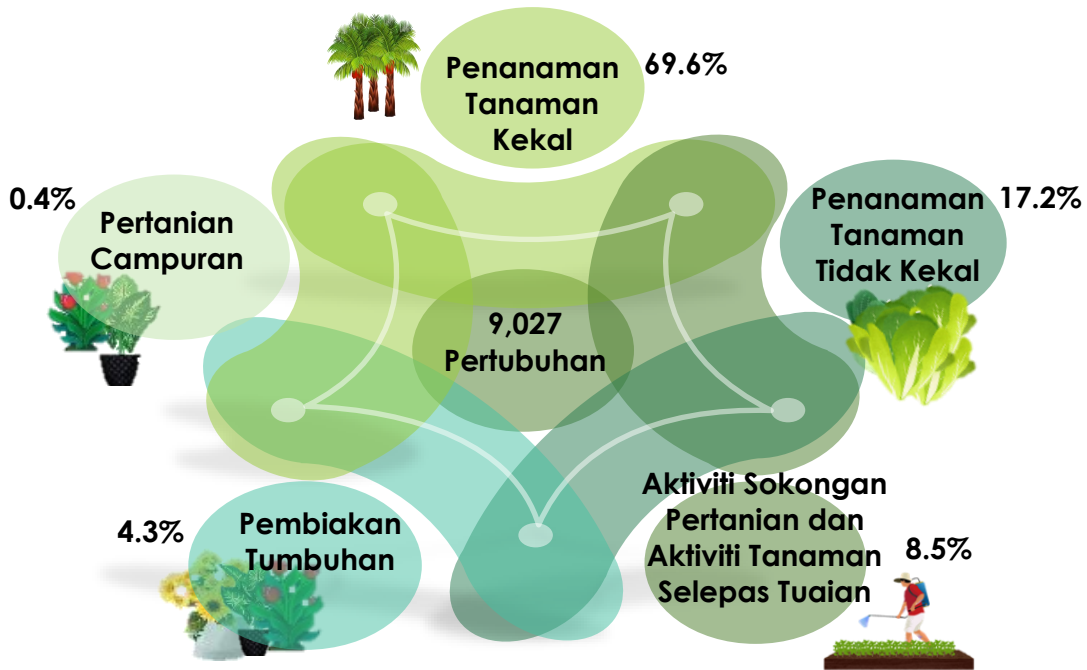 Penanaman
Tanaman
Kekal
69.6%
0.4%
Pertanian
Campuran
Penanaman
Tanaman
Tidak Kekal
17.2%
9,027
Pertubuhan
4.3%
Pembiakan
Tumbuhan
Aktiviti Sokongan
Pertanian dan
Aktiviti Tanaman
Selepas Tuaian
8.5%